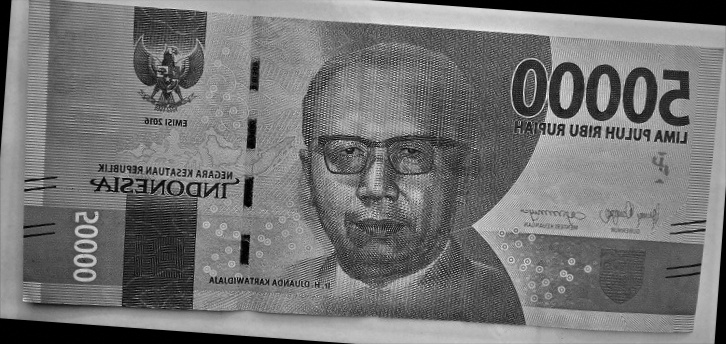 50000
LIMA PULUH RIBU RUPIAH
EMISI 2016
NEGARA KESATUAN REPUBLIK
INDONESIA
50000
Ir. H. DJUANDA KARTAWIDJAJA
GUBERNUR
MENTERI KEUANGAN